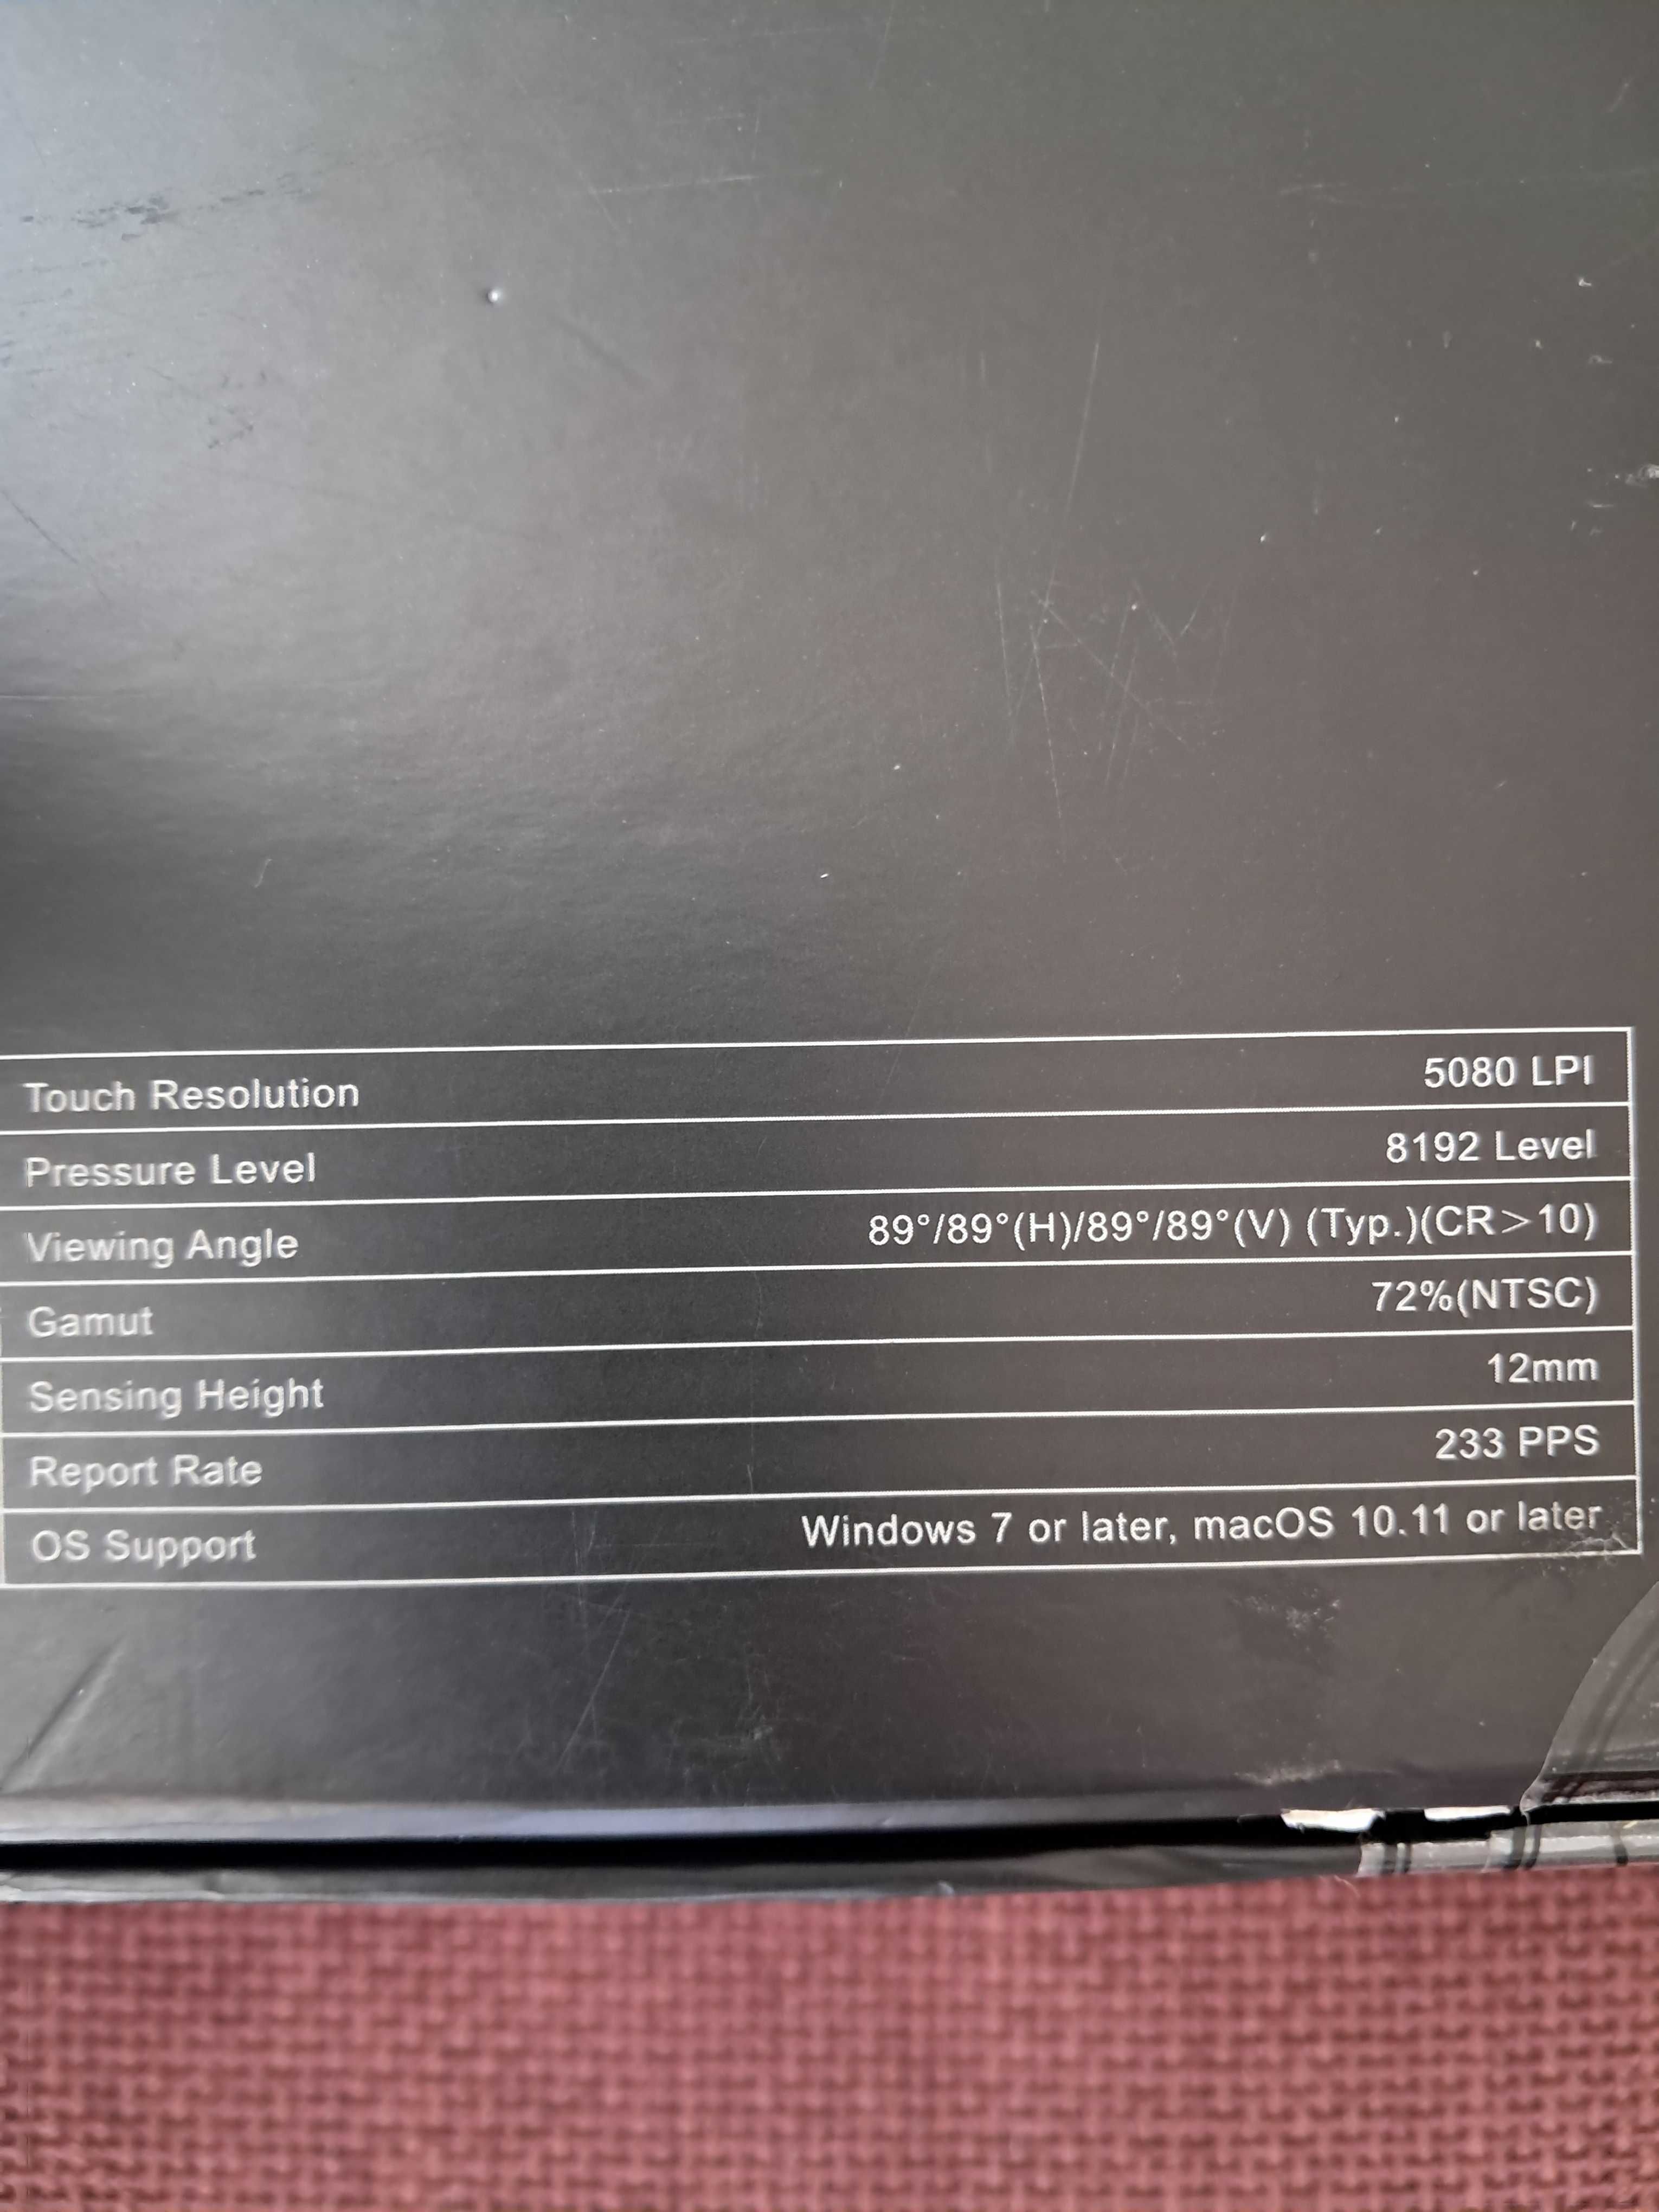 Touch Resolution 5080 LPI
Pressure Level 8192 Level
Viewing Angle 89°/89°(H)/89°/89°(V) (Typ.)(CR>10)
Gamut 72%(NTSC)
Sensing Height 12mm
Report Rate 233 PPS
OS Support Windows 7 or later, macOS 10.11 or later